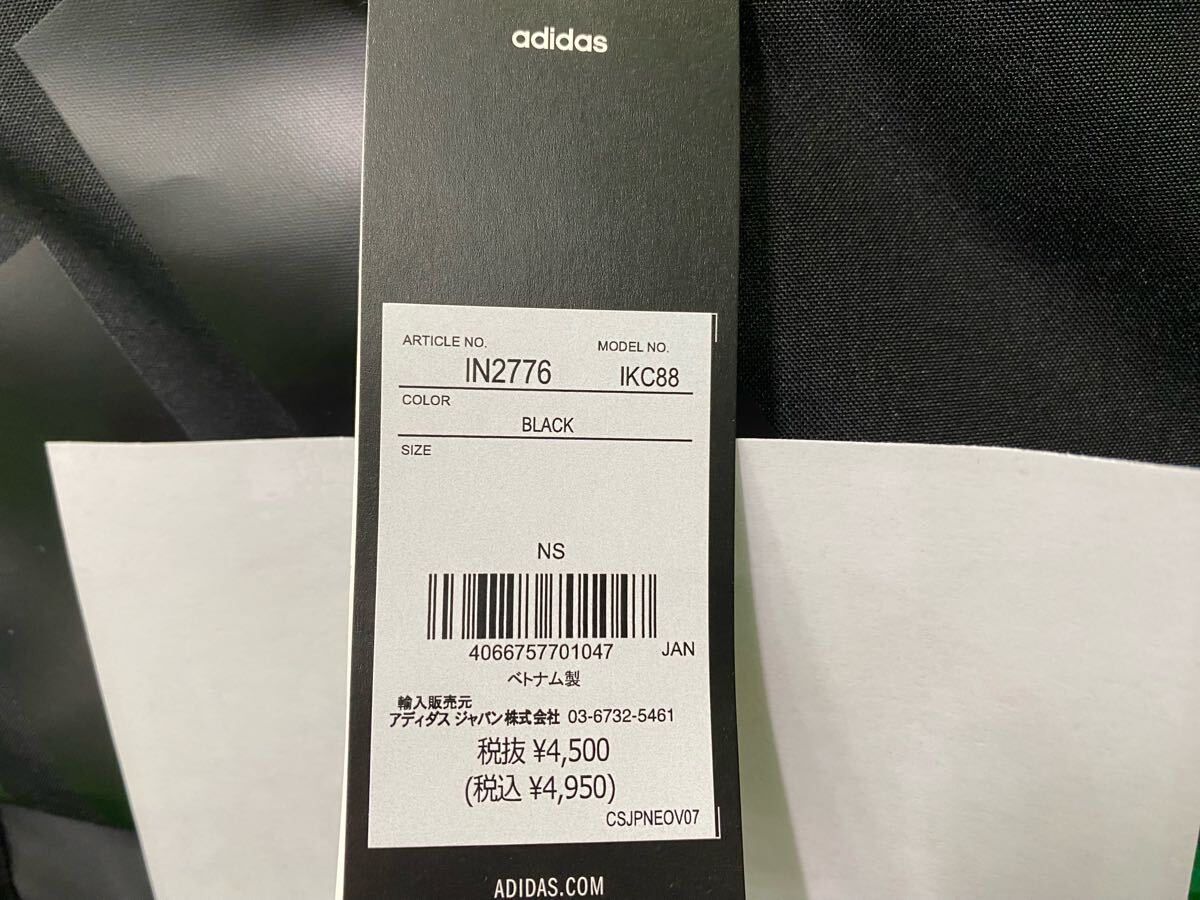 adidas
ARTICLE NO. MODEL NO.
IN2776 IKC88
COLOR
BLACK
SIZE
NS
4066757701047 JAN
ベトナム製
輸入販売元
アディダス ジャパン株式会社 03-6732-5461
税抜 ¥4,500
(税込 ¥4,950)
CSJPNEOV07
ADIDAS.COM